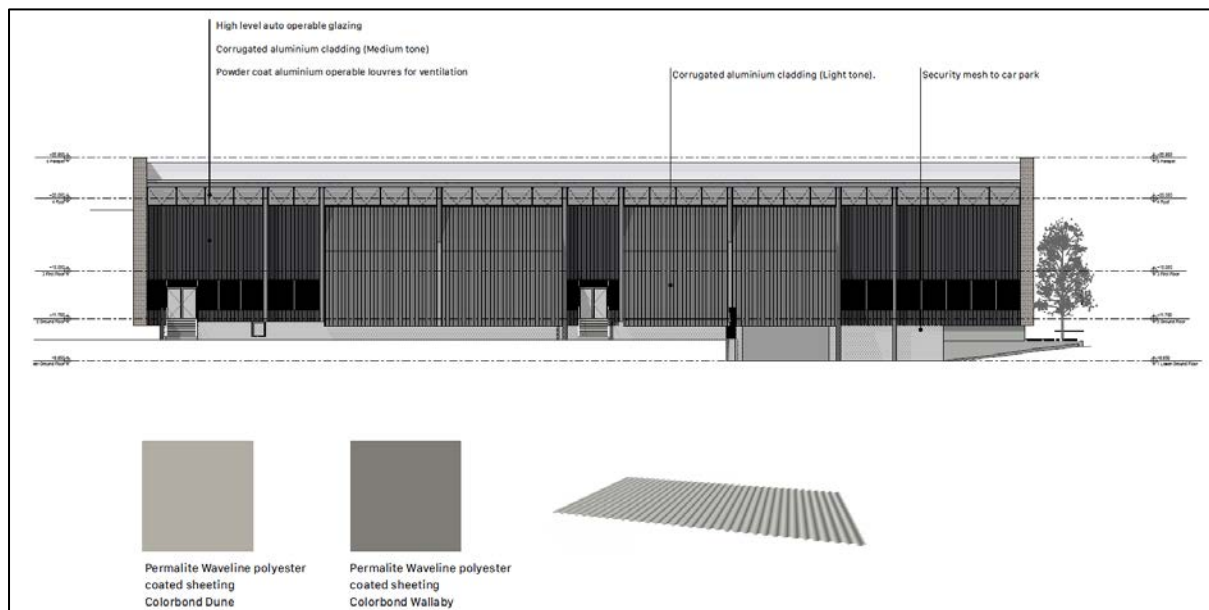 High level auto operable glazing
Corrugated aluminium cladding (Medium tone)
Powder coat aluminium operable louvres for ventilation
Corrugated aluminium cladding (Light tone).
Security mesh to car park
Permalite Waveline polyester
coated sheeting
Colorbond Dune
Permalite Waveline polyester
coated sheeting
Colorbond Wallaby